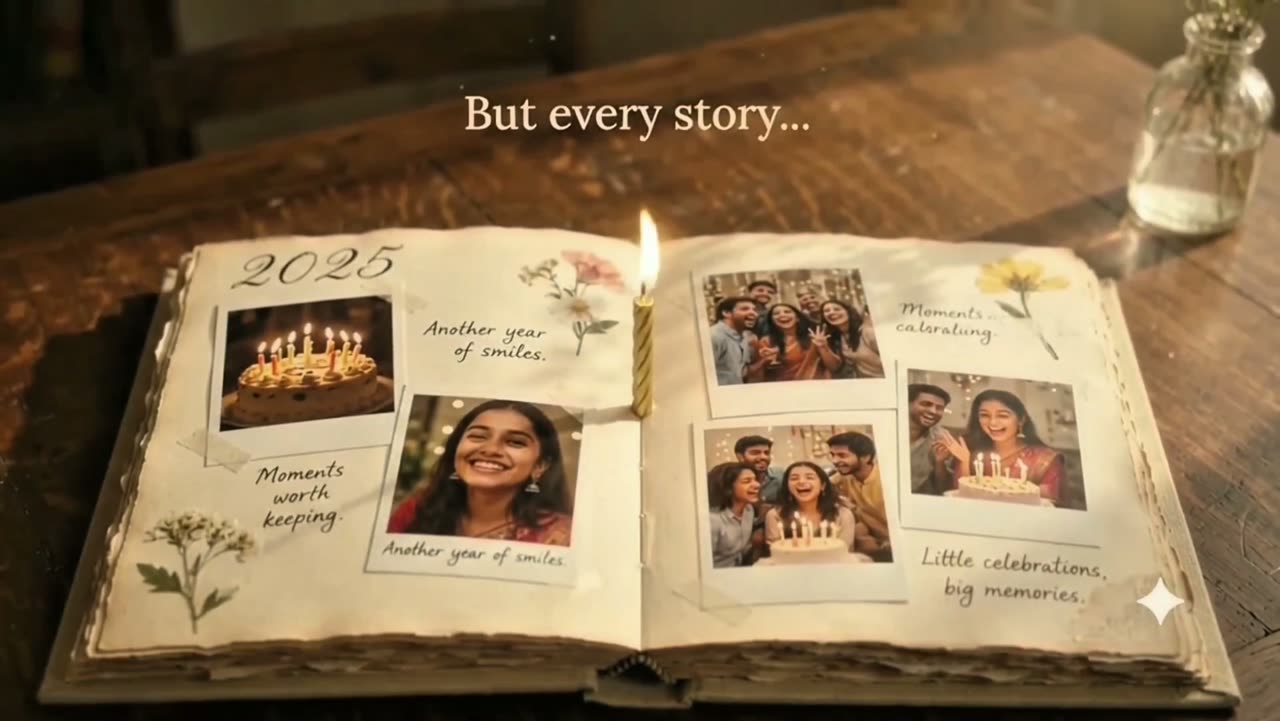 But every story...
2025
Another year
of smiles.
Moments
worth
keeping.
Another year of smiles.
Moments
calsratung.
Little celebrations,
big memories.